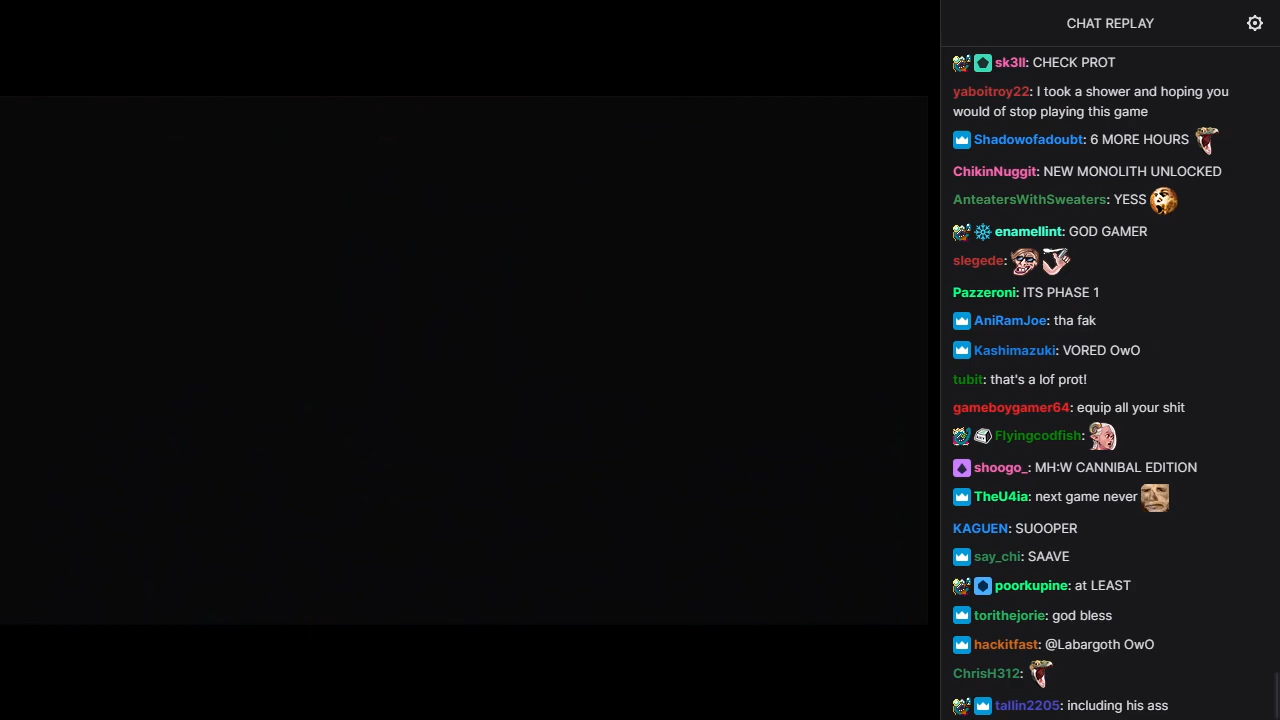 CHAT REPLAY
sk3ll: CHECK PROT
yaboitroy22: I took a shower and hoping you
would of stop playing this game
Shadowofadoubt: 6 MORE HOURS
ChikinNuggit: NEW MONOLITH UNLOCKED
AnteatersWithSweaters: YESS
enamellint: GOD GAMER
slegede:
Pazzeroni: ITS PHASE 1
AniRamJoe: tha fak
Kashimazuki: VORED OwO
tubit: that's a lof prot!
gameboygamer64: equip all your shit
Flyingcodfish:
shoogo_: MH:W CANNIBAL EDITION
TheU4ia: next game never
KAGUEN: SUOOPER
say_chi: SAAVE
poorkupine: at LEAST
torithejorie: god bless
hackitfast: @Labargoth OwO
ChrisH312:
tallin2205: including his ass